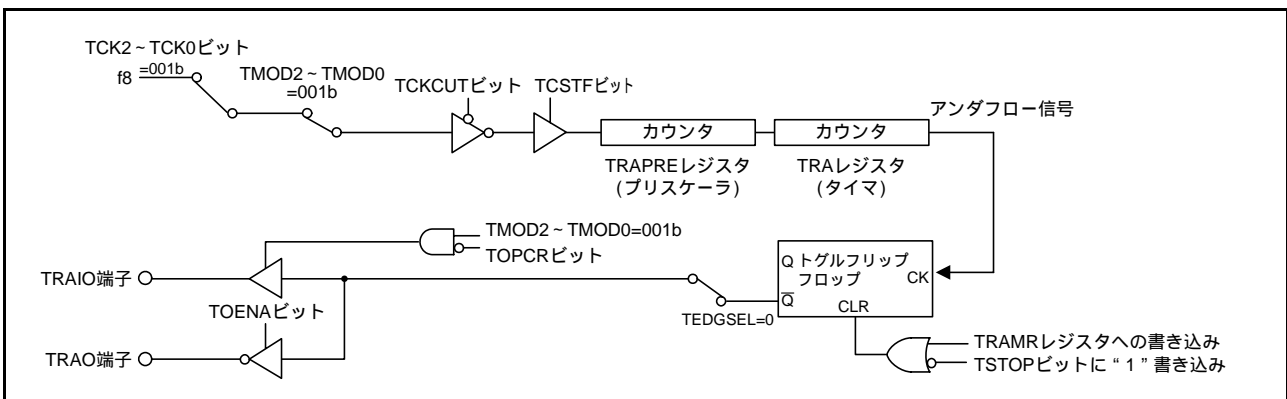 TCK2~TCK0ビット
f8
=001b
TMOD2~TMOD0
=001b
TCKCUTビット
TCSTFビット
カウンタ
カウンタ
アンダフロー信号
TRAPREレジスタ
(プリスケーラ)
TRAレジスタ
(タイマ)
TMOD2~TMOD0=001b
TOPCRビット
TRAIO端子
TOENAビット
TRAO端子
TEDGSEL=0
Q トグルフリップ
フロップ
CK
Q
CLR
TRAMRレジスタへの書き込み
TSTOPビットに“1”書き込み